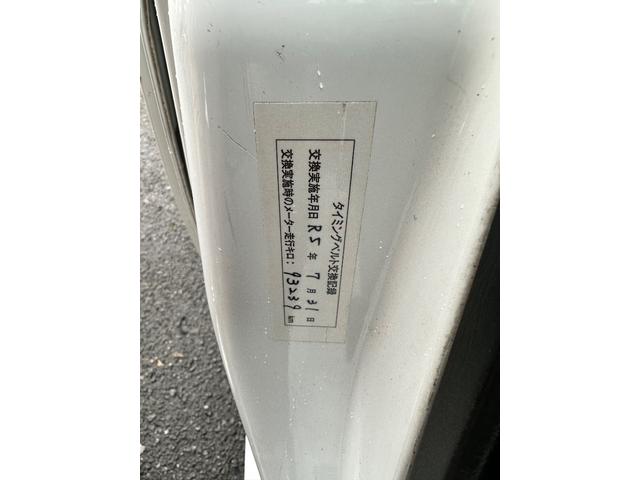 タイミングベルト交換記録
交換実施年月日 R5 年 7 月 31 日
交換実施時のメーター走行キロ： 93239 km